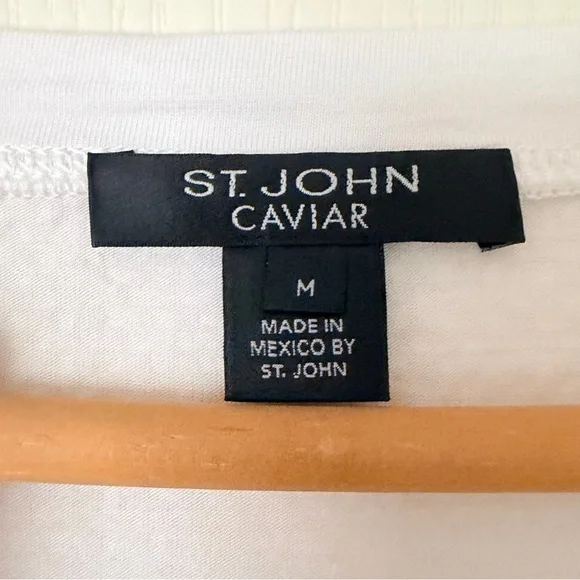 ST. JOHN
CAVIAR
M
MADE IN
MEXICO BY
ST. JOHN